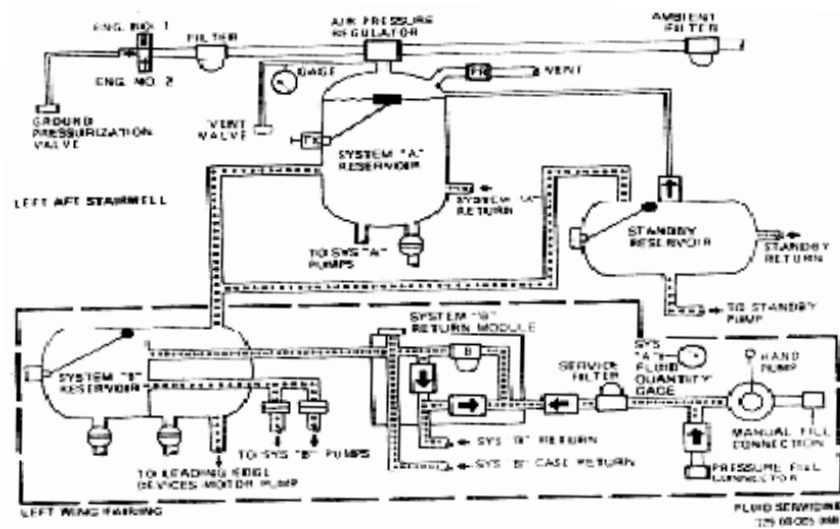 ENG. NO. 1
FILTER
AIR PRESSURE
REGULATOR
AMBIENT
FILTER
ENG. NO. 2
GAGE
VENT
GROUND
PRESSURIZATION
VALVE
VENT
VALVE
SYSTEM "A"
RESERVOIR
LEFT AFT STAIRWELL
SYSTEM "A"
RETURN
STANDBY
RESERVOIR
STANDBY
RETURN
TO SYS "A"
PUMPS
TO STANDBY
PUMP
SYSTEM "B"
RETURN MODULE
SYSTEM "B"
RESERVOIR
B
SERVICE
FILTER
FLUID
QUANTITY
GAGE
HAND
PUMP
MANUAL FILL
CONNECTION
SYS "B" RETURN
TO SYS "B" PUMPS
SYS "B" CASE RETURN
PRESSURE FILL
CONNECTOR
TO LEADING EDGE
DEVICES MOTOR PUMP
LEFT WING FAIRING
FLUID SERVICING